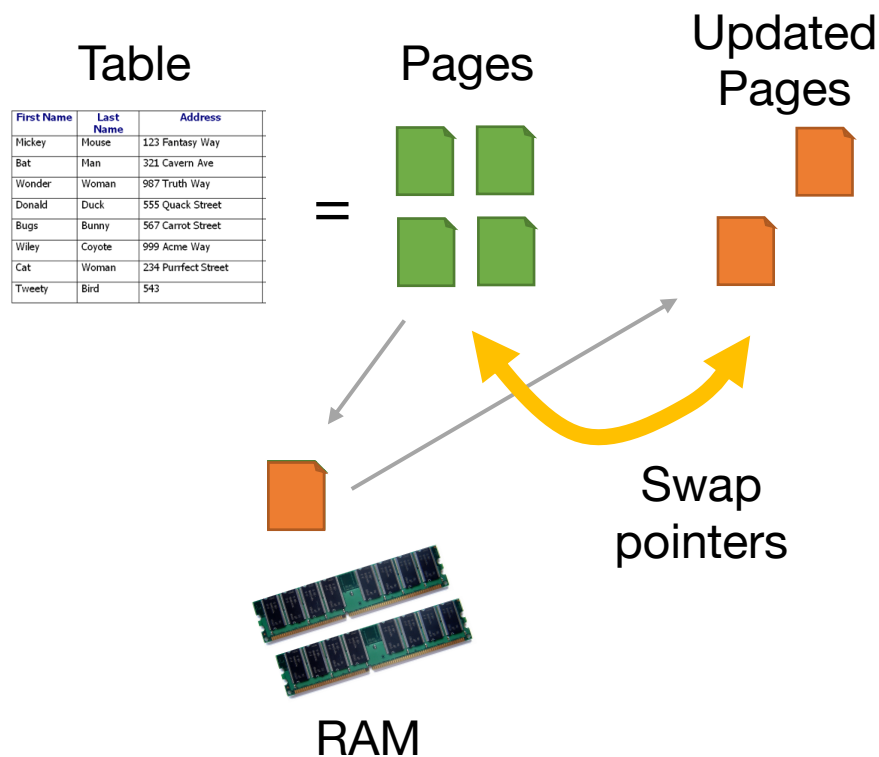 Table
Pages
Updated
Pages
First Name Last Name Address
Mickey Mouse 123 Fantasy Way
Bat Man 321 Cavern Ave
Wonder Woman 987 Truth Way
Donald Duck 555 Quack Street
Bugs Bunny 567 Carrot Street
Wiley Coyote 999 Acme Way
Cat Woman 234 Purrfect Street
Tweety Bird 543
=
Swap
pointers
RAM